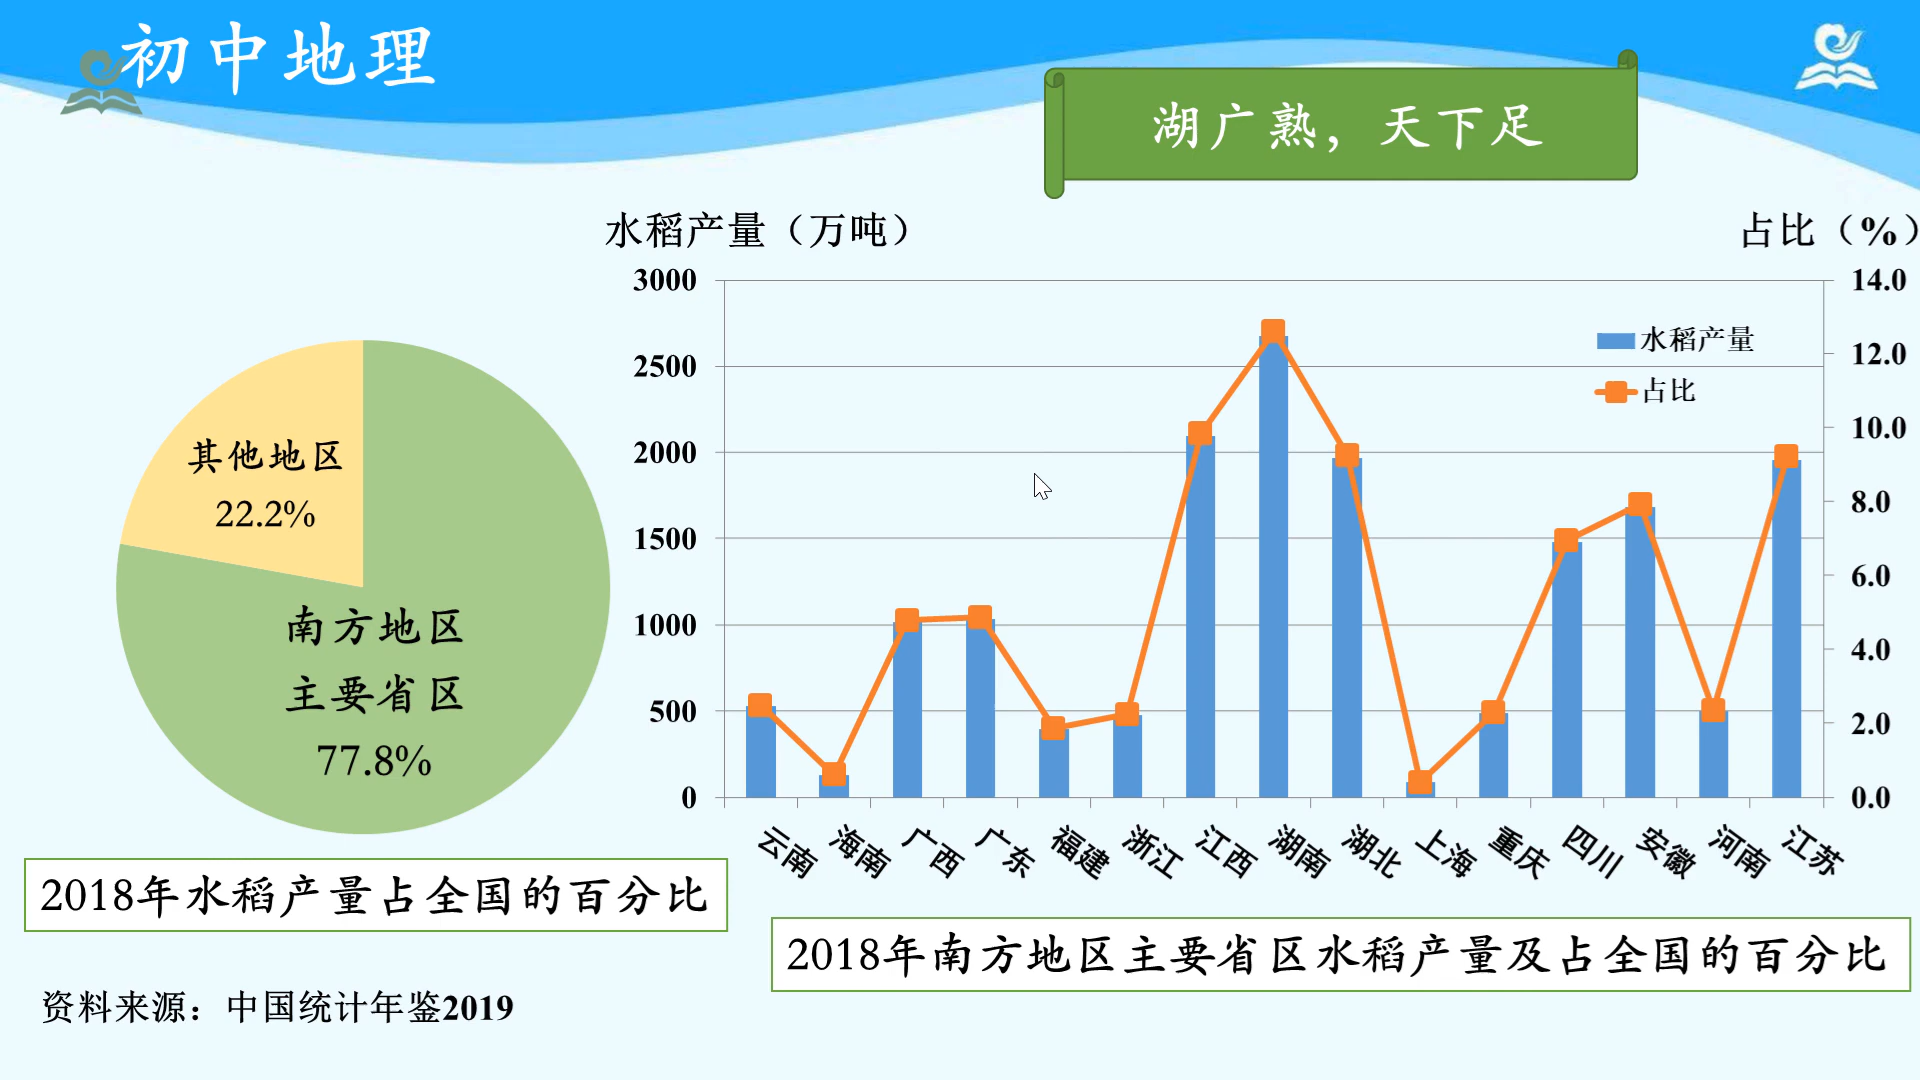 初中地理
湖广熟，天下足
水稻产量（万吨）
占比（%）
3000
2500
2000
1500
1000
500
0
14.0
12.0
10.0
8.0
6.0
4.0
2.0
0.0
水稻产量
占比
云南
海南
广西
广东
福建
浙江
江西
湖南
湖北
上海
重庆
四川
安徽
河南
江苏
其他地区
22.2%
南方地区
主要省区
77.8%
2018年水稻产量占全国的百分比
2018年南方地区主要省区水稻产量及占全国的百分比
资料来源：中国统计年鉴2019